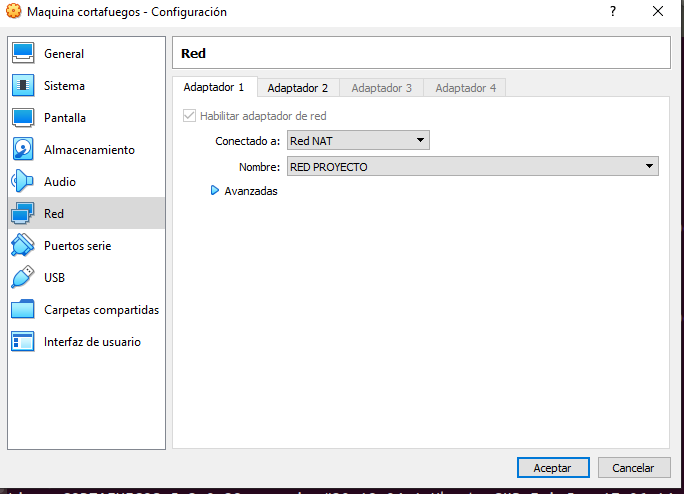 Maquina cortafuegos - Configuración
General
Sistema
Pantalla
Almacenamiento
Audio
Red
Puertos serie
USB
Carpetas compartidas
Interfaz de usuario
Red
Adaptador 1 Adaptador 2 Adaptador 3 Adaptador 4
Habilitar adaptador de red
Conectado a: Red NAT
Nombre: RED PROYECTO
Avanzadas
Aceptar Cancelar